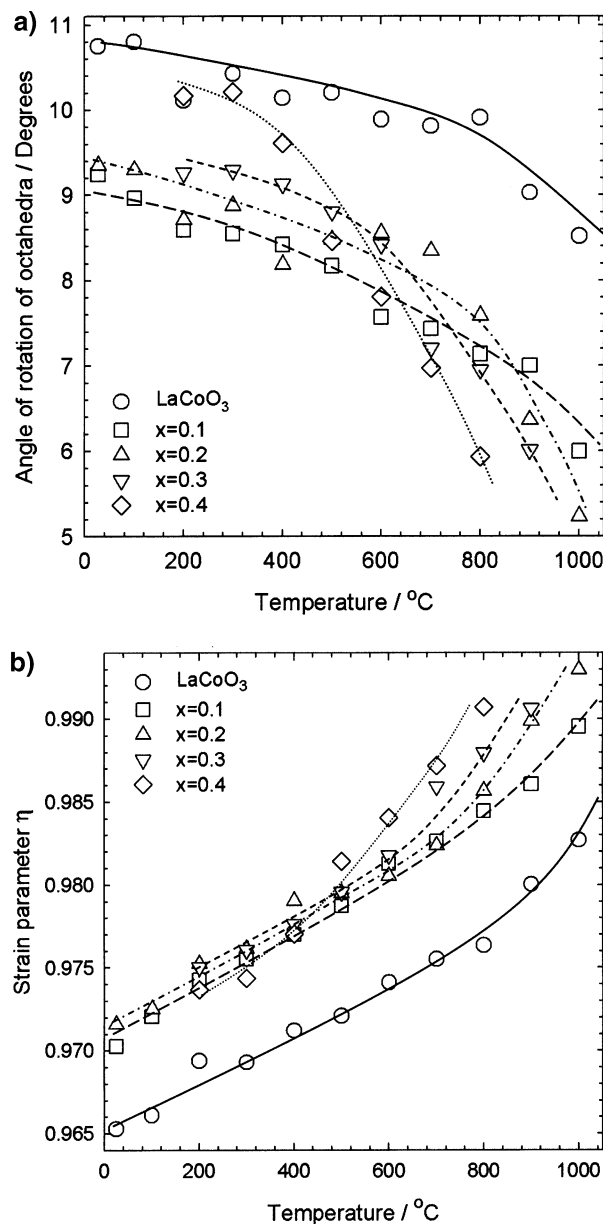 a)
11
10
9
8
7
6
5
Angle of rotation of octahedra / Degrees
LaCoO₃
x=0.1
x=0.2
x=0.3
x=0.4
0 200 400 600 800 1000
Temperature / °C
b)
0.990
0.985
0.980
0.975
0.970
0.965
Strain parameter η
LaCoO₃
x=0.1
x=0.2
x=0.3
x=0.4
200 400 600 800 1000
Temperature / °C